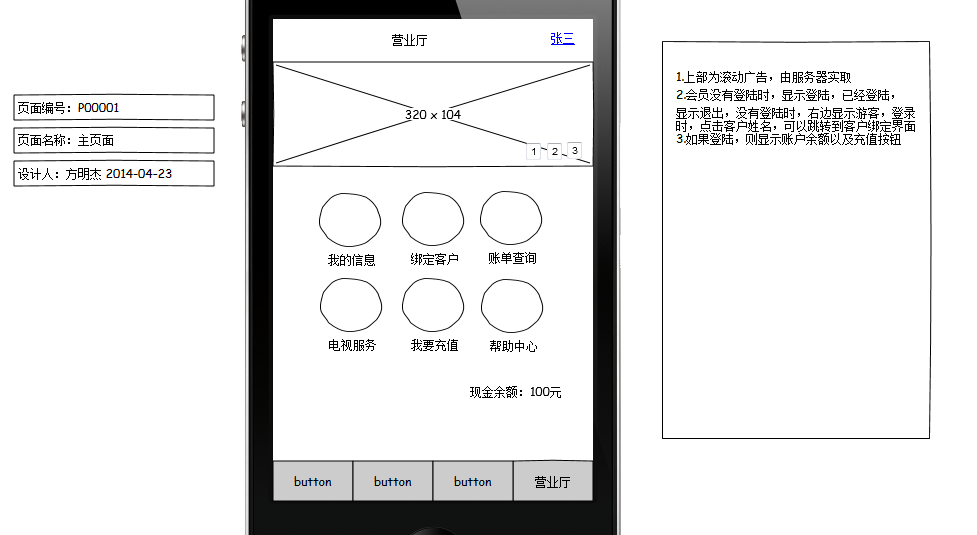 页面编号：P00001
页面名称：主页面
设计人：方明杰 2014-04-23
营业厅
张三
320 x 104
1 2 3
我的信息 绑定客户 账单查询
电视服务 我要充值 帮助中心
现金余额：100元
button button button 营业厅
1.上部为滚动广告，由服务器实取
2.会员没有登陆时，显示登陆，已经登陆，
显示退出，没有登陆时，右边显示游客，登录
时，点击客户姓名，可以跳转到客户绑定界面
3.如果登陆，则显示账户余额以及充值按钮